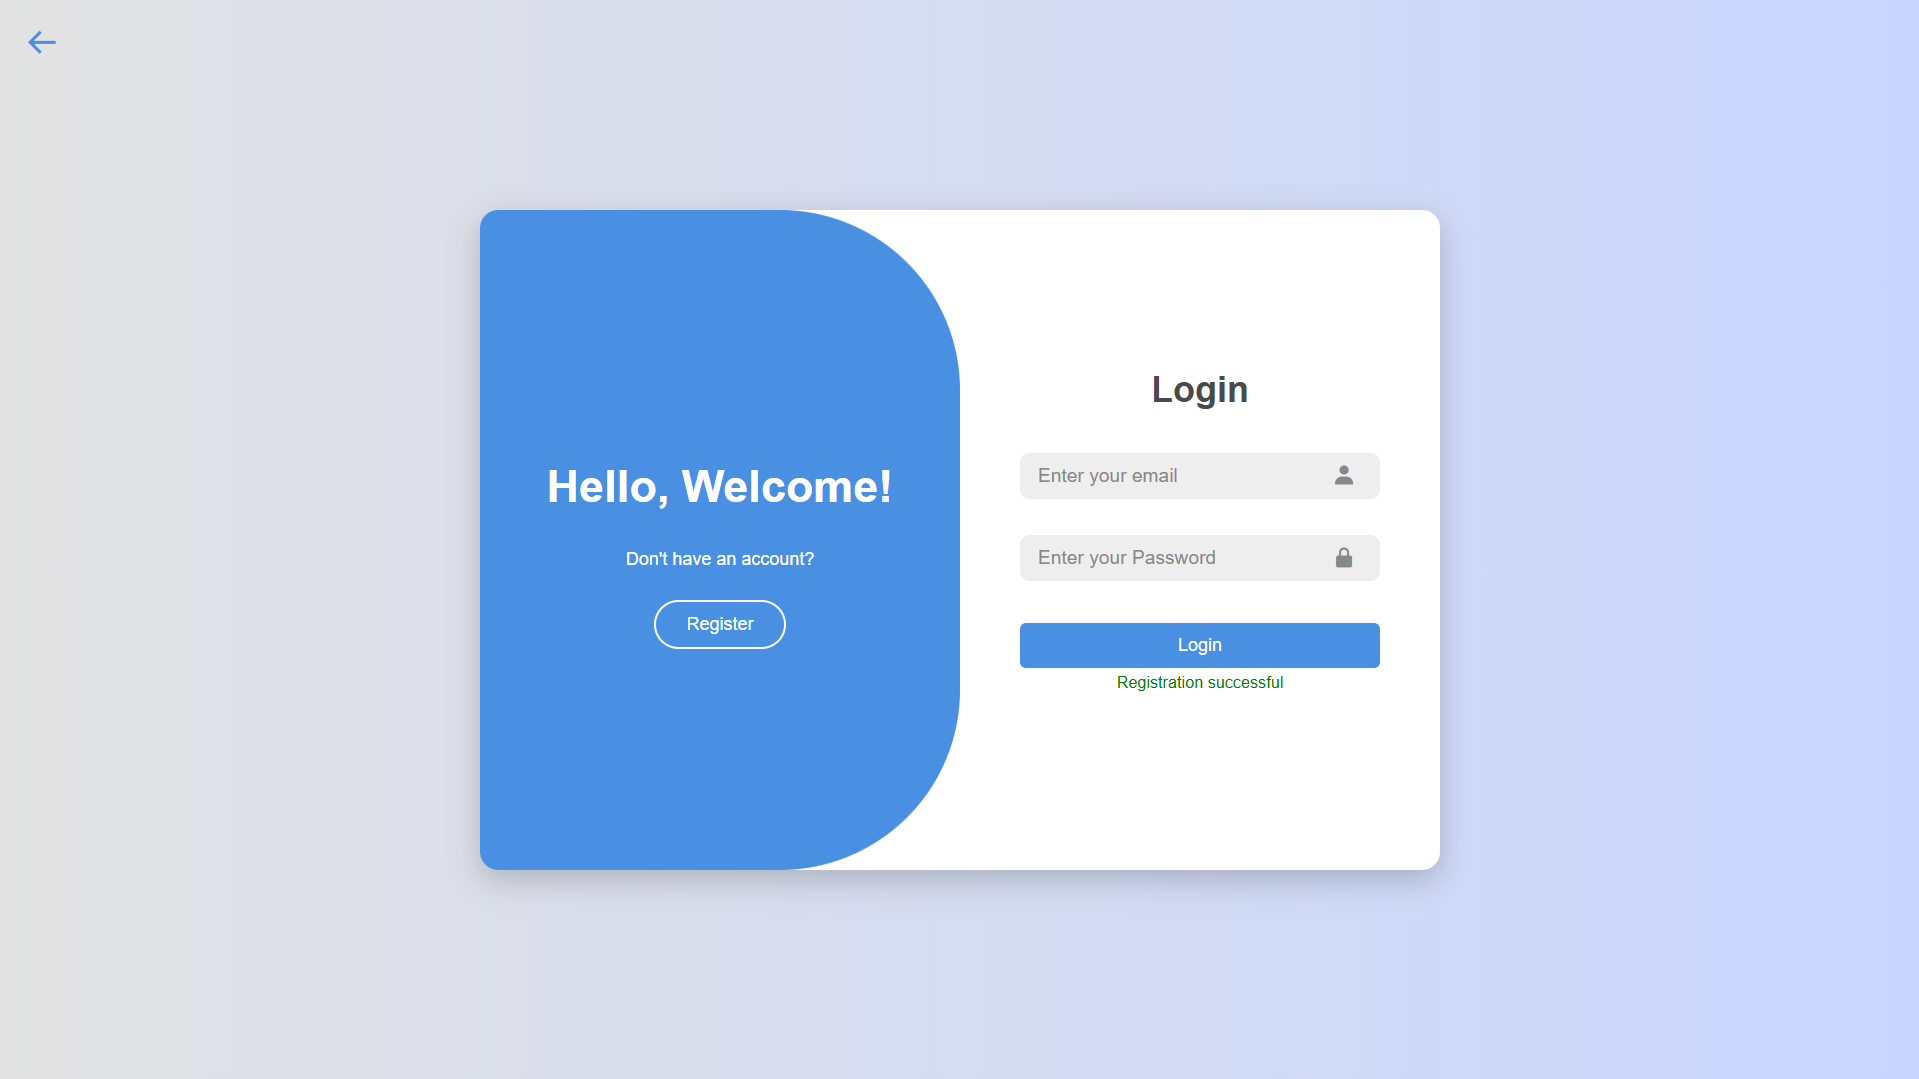 Hello, Welcome!
Don't have an account?
Register
Login
Enter your email
Enter your Password
Login
Registration successful